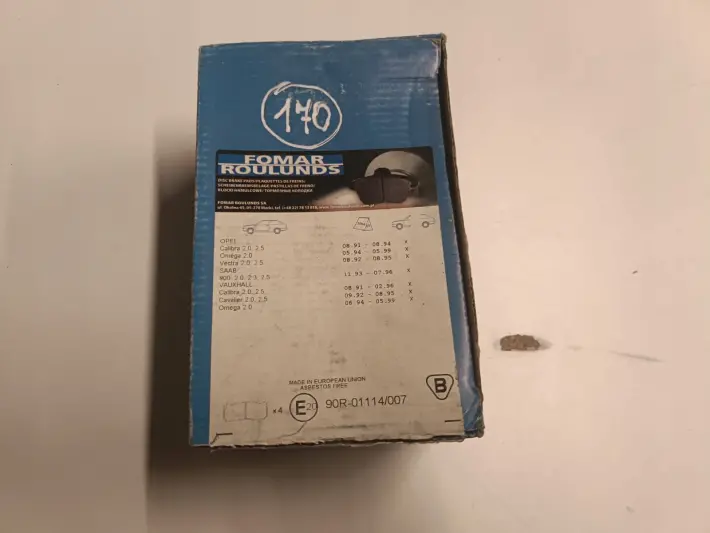 170
FOMAR
ROULUNDS
DISC BRAKE PADS/PLAQUETTES DE FREINS/
FOMAR ROULUNDS SA
OPEL
Calibra 2.0, 2.5 08.91 - 08.94 X
Omega 2.0 05.94 - 05.99 X
Vectra 2.0, 2.5 08.92 - 08.95 X
SAAB
900 2.0, 2.3, 2.5 11.93 - 07.98 X
VAUXHALL
Calibra 2.0, 2.5 08.91 - 02.96 X
Cavalier 2.0, 2.5 09.92 - 08.95 X
Omega 2.0 06.94 - 05.99 X
MADE IN EUROPEAN UNION
ASBESTOS FREE
B
x4 E20 90R-01114/007